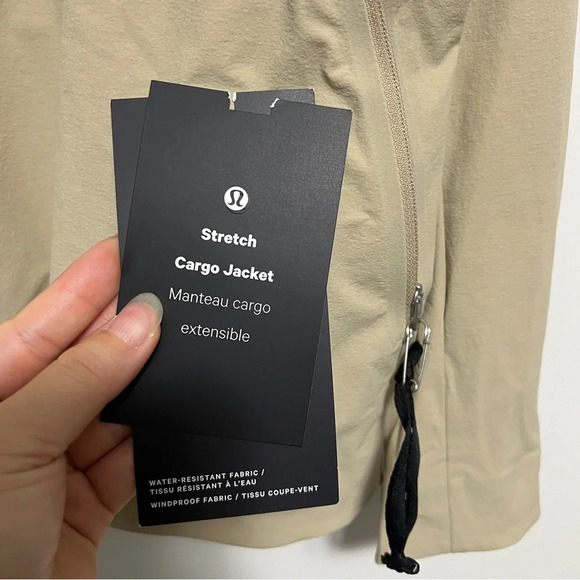 Stretch
Cargo Jacket
Manteau cargo
extensible
WATER-RESISTANT FABRIC /
TISSU RÉSISTANT À L'EAU
WINDPROOF FABRIC / TISSU COUPE-VENT